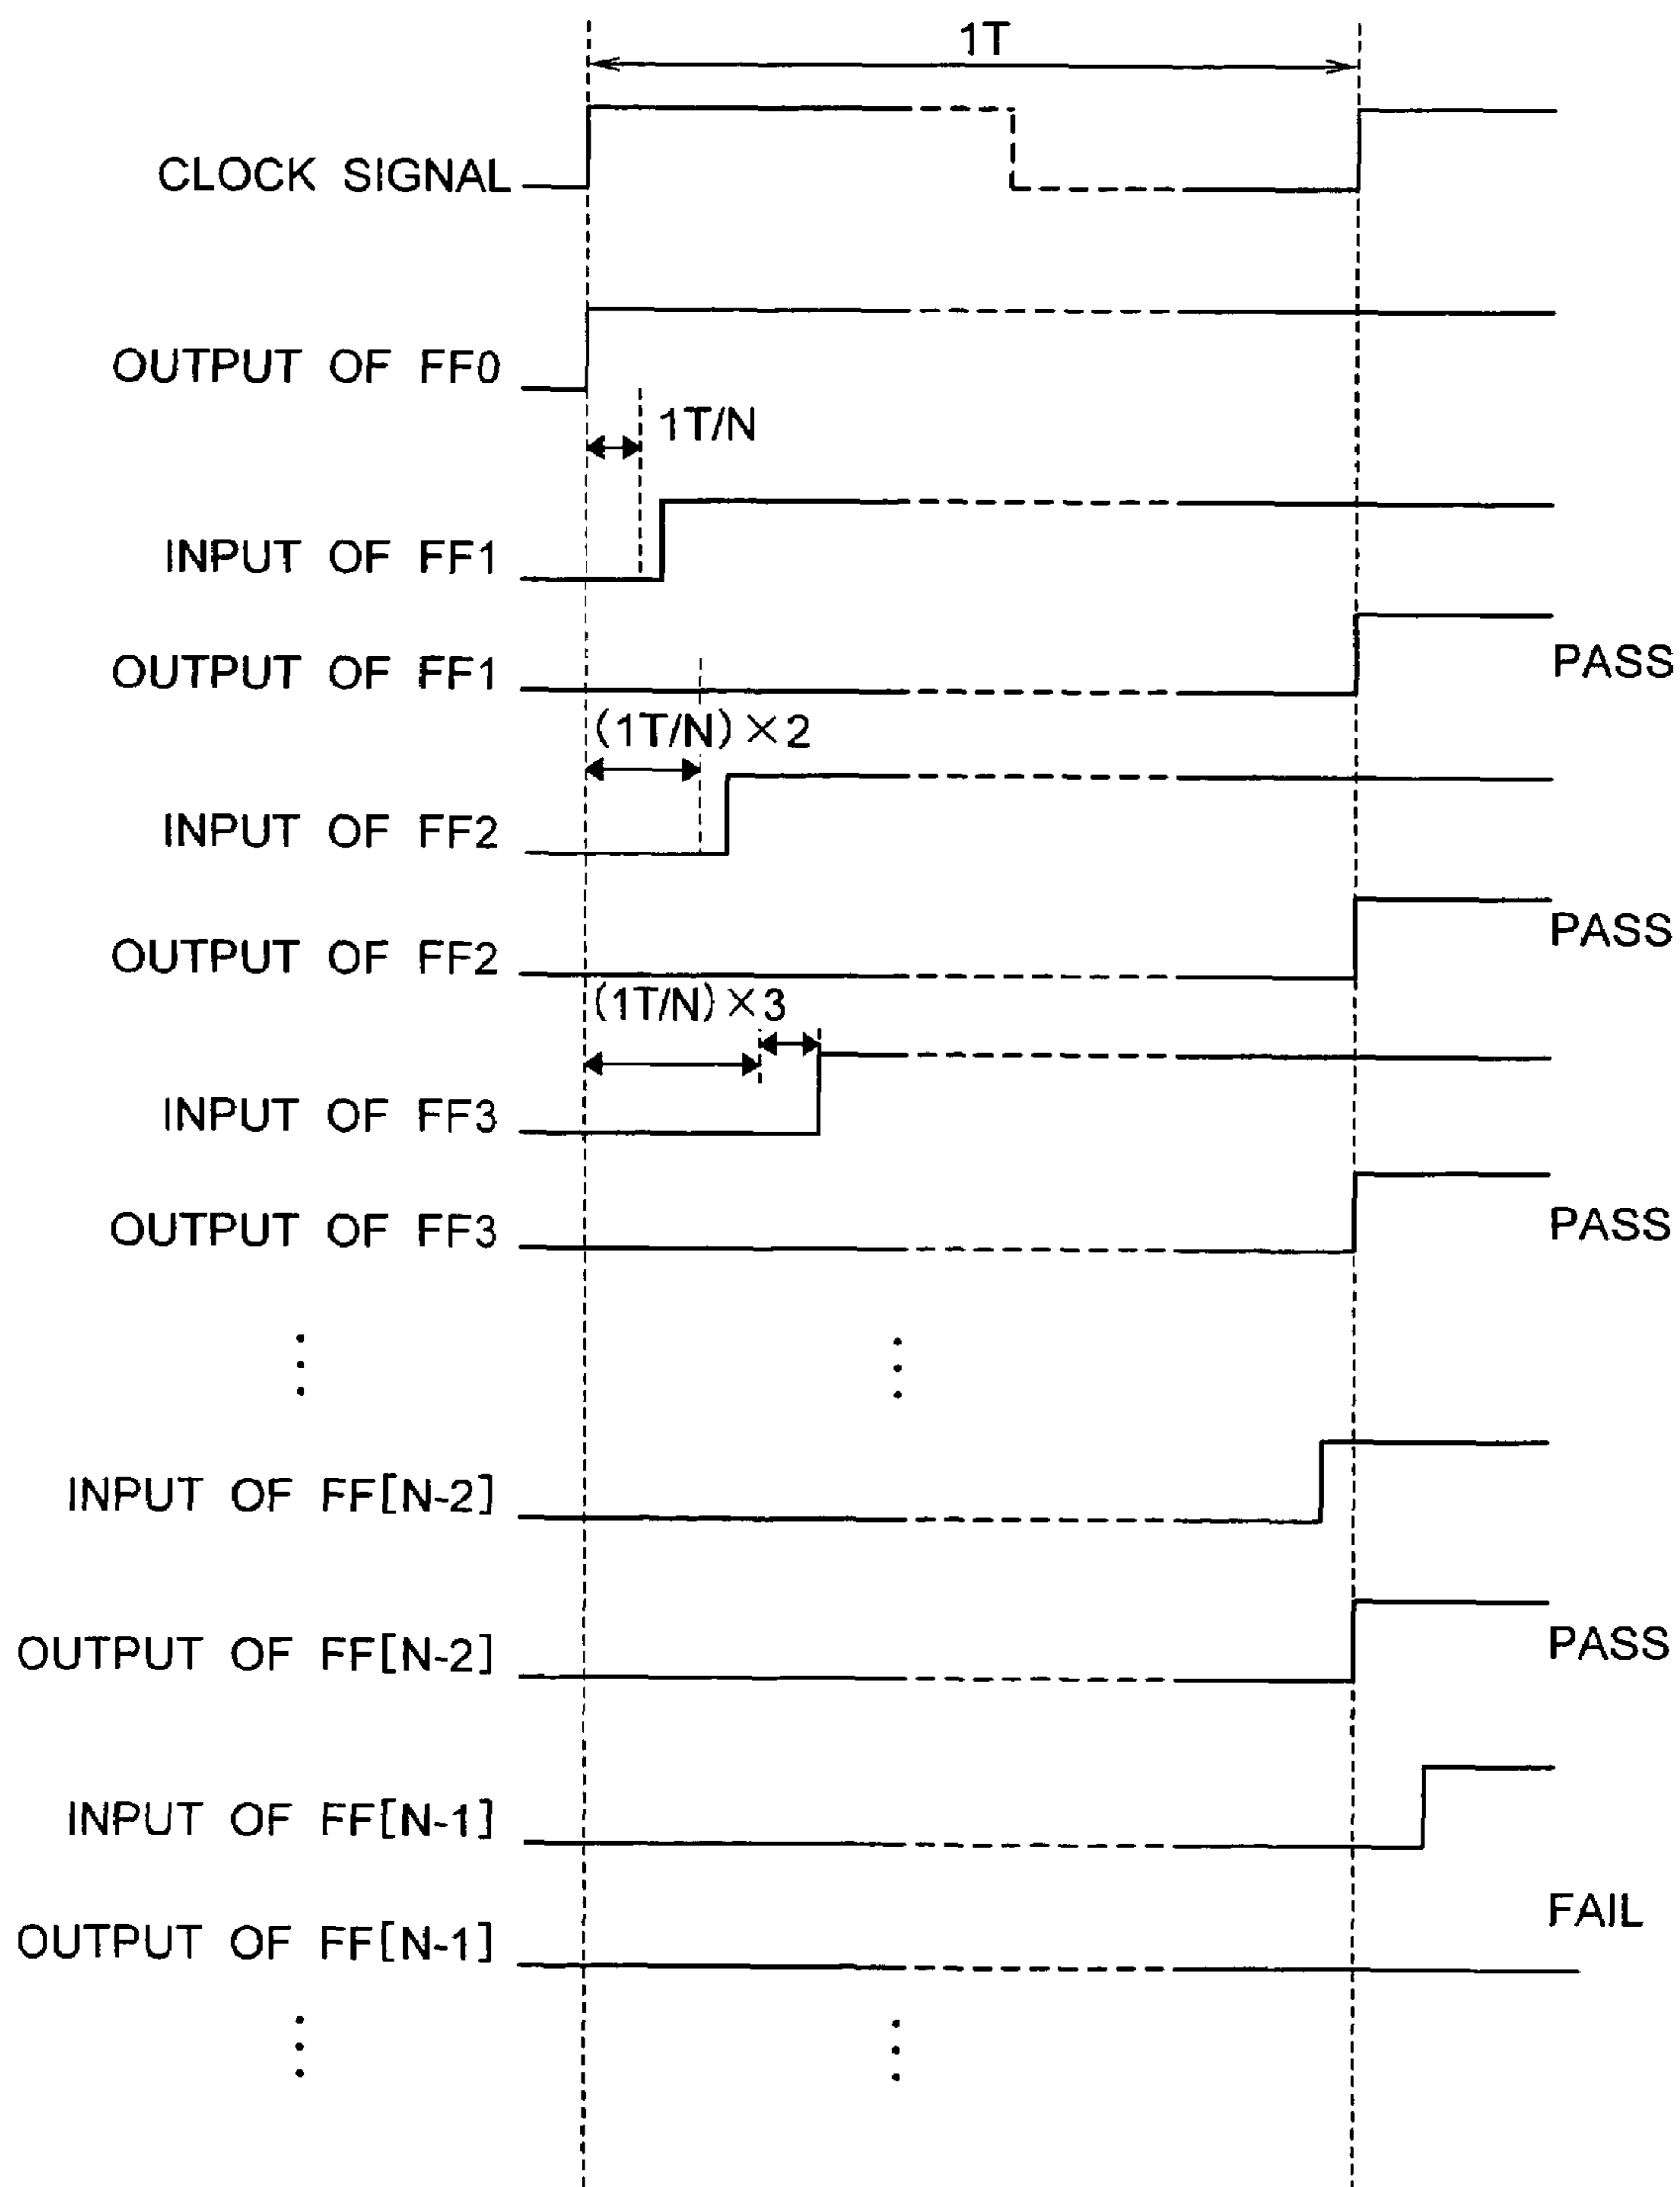 1T
CLOCK SIGNAL
OUTPUT OF FF0
1T/N
INPUT OF FF1
OUTPUT OF FF1
PASS
(1T/N)×2
INPUT OF FF2
OUTPUT OF FF2
PASS
(1T/N)×3
INPUT OF FF3
OUTPUT OF FF3
PASS
INPUT OF FF[N-2]
OUTPUT OF FF[N-2]
PASS
INPUT OF FF[N-1]
OUTPUT OF FF[N-1]
FAIL